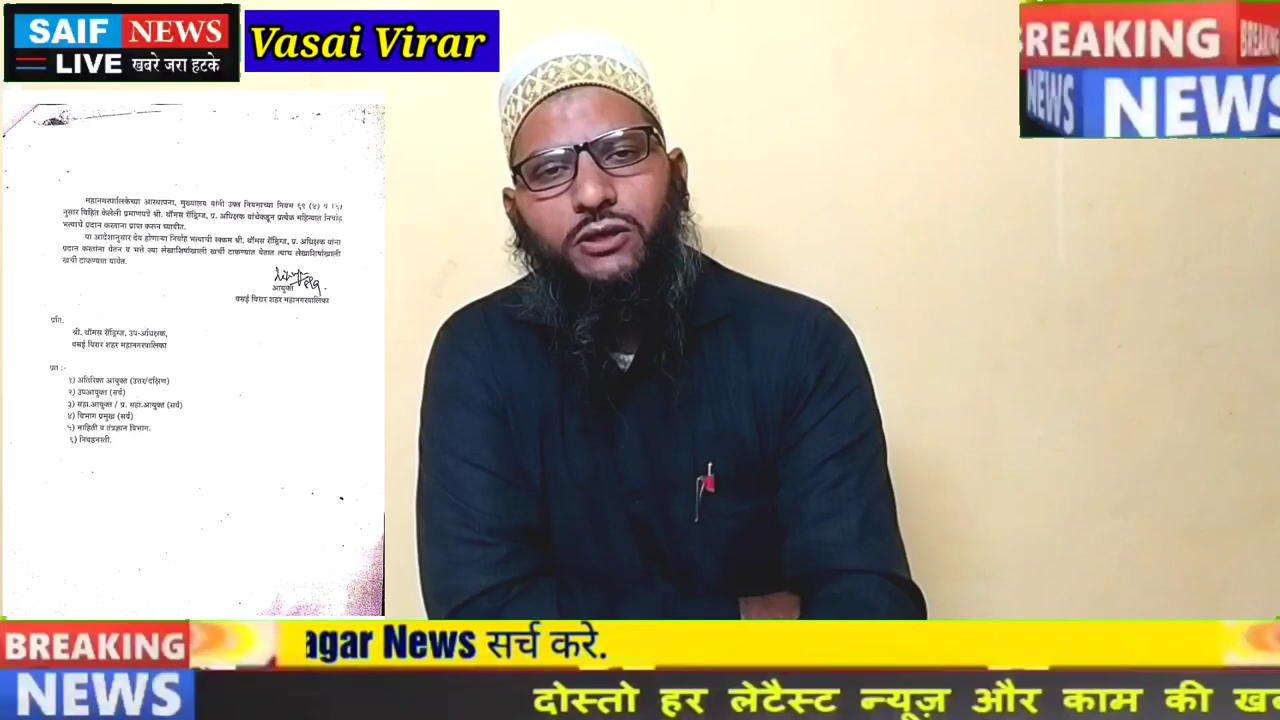 SAIF NEWS
LIVE खबरे जरा हटके
Vasai Virar
BREAKING
NEWS NEWS
महानगरपालिकेच्या आस्थापना, मुख्यालय यांनी उक्त नियमाच्या नियम ६९ (४) व
नुसार विहित केलेली प्रमाणपत्रे श्री. थॉमस रॉड्रिग्ज, प्र. अधिक्षक यांचेकडून प्रत्येक महिन्यात निर्वाह
भत्याचे प्रदान करताना प्राप्त करून घ्यावीत.
या आदेशानुसार देय होणाऱ्या निर्वाह भत्याची रक्कम श्री. थॉमस रॉड्रिग्ज, प्र. अधिक्षक यांना
प्रदान करतांना वेतन व भत्ते ज्या लेखाशिर्षाखाली खर्ची टाकण्यात येतात त्याच लेखाशिर्षाखाली
खर्ची टाकण्यात यावेत.
आयुक्त
वसई विरार शहर महानगरपालिका
प्रति,
श्री. थॉमस रॉड्रिग्ज, उप-अधिक्षक,
वसई विरार शहर महानगरपालिका
प्रत :-
१) अतिरिक्त आयुक्त (उत्तर/दक्षिण)
२) उपआयुक्त (सर्व)
३) सहा.आयुक्त / प्र. सहा.आयुक्त (सर्व)
४) विभाग प्रमुख (सर्व)
५) माहिती व तंत्रज्ञान विभाग.
६) निवडनस्ती.
BREAKING
NEWS
agar News सर्च करे.
दोस्तो हर लेटैस्ट न्यूज़ और काम की